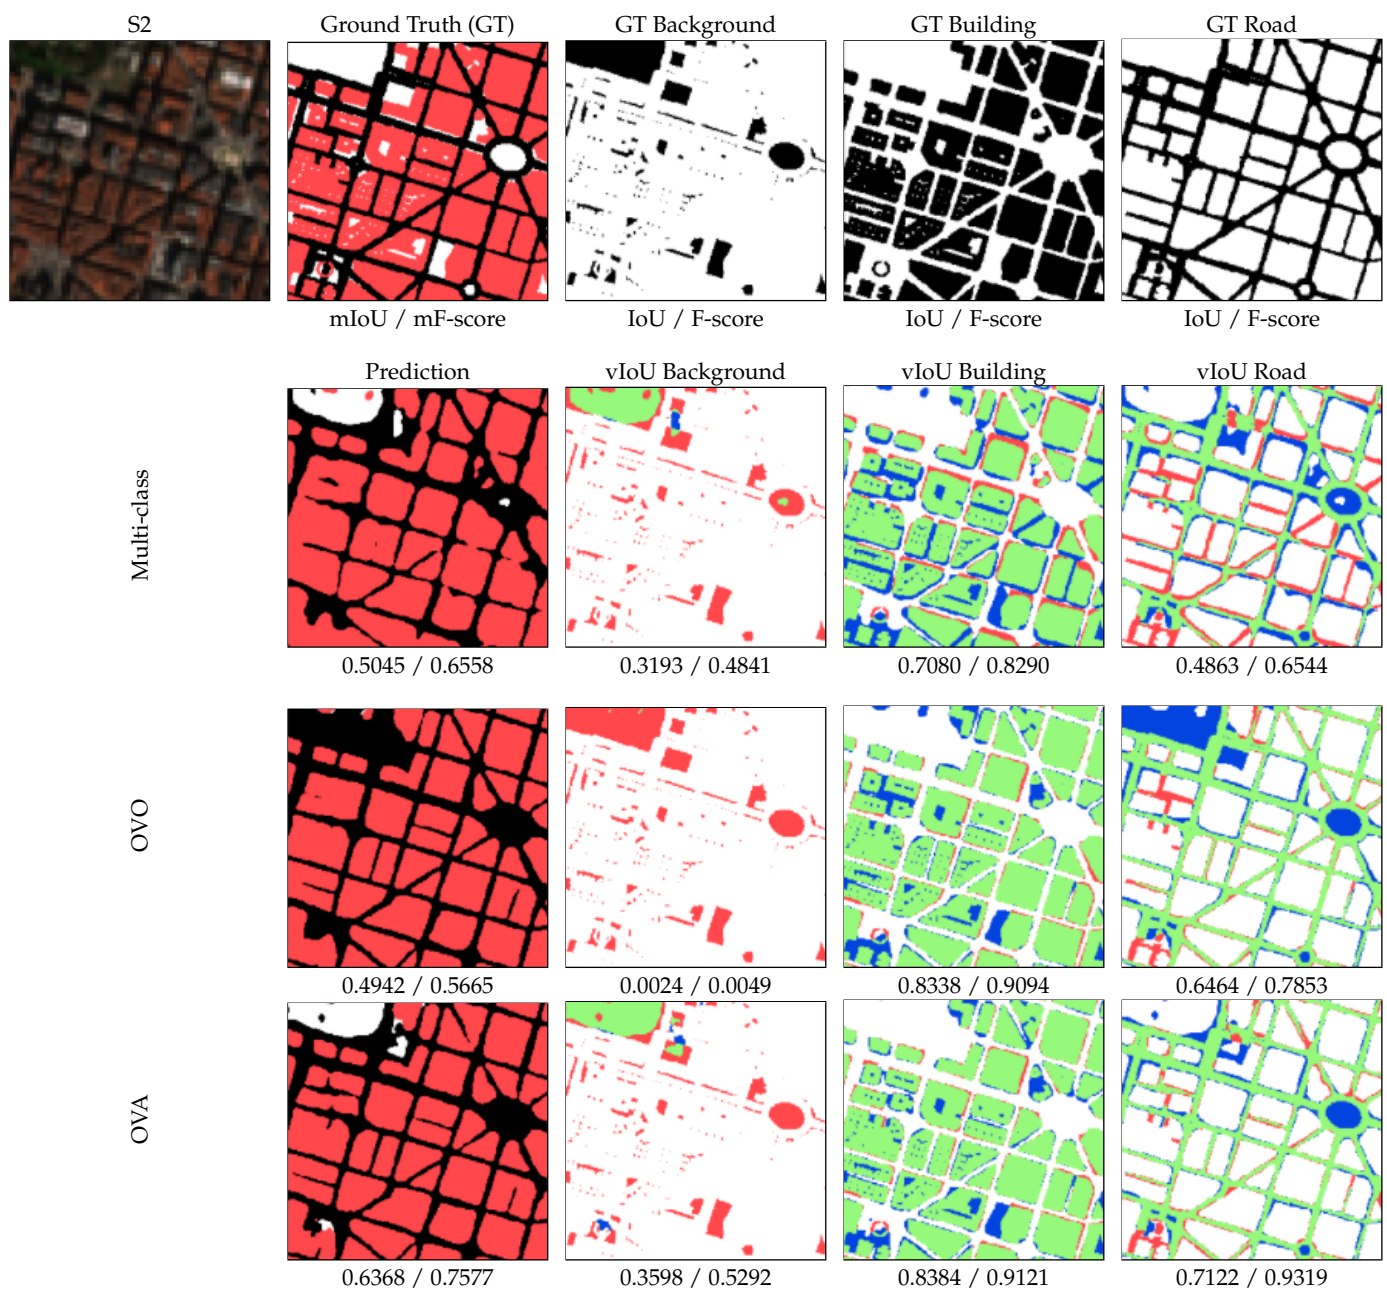 S2 Ground Truth (GT) GT Background GT Building GT Road
mIoU / mF-score IoU / F-score IoU / F-score IoU / F-score
Prediction vIoU Background vIoU Building vIoU Road
Multi-class
0.5045 / 0.6558 0.3193 / 0.4841 0.7080 / 0.8290 0.4863 / 0.6544
OVO
0.4942 / 0.5665 0.0024 / 0.0049 0.8338 / 0.9094 0.6464 / 0.7853
OVA
0.6368 / 0.7577 0.3598 / 0.5292 0.8384 / 0.9121 0.7122 / 0.9319